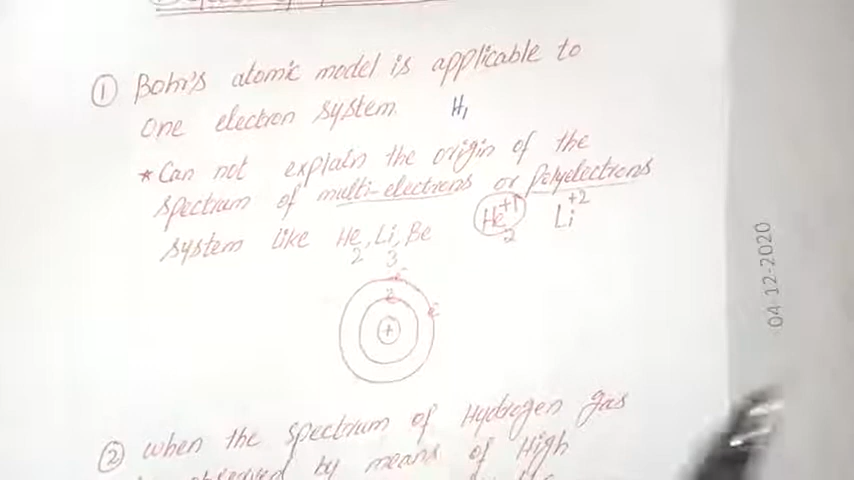 ① Bohr's atomic model is applicable to
one electron system. H,
* Can not explain the origin of the
spectrum of multi-electrons or polyelectrons
system like He, Li, Be He+1 Li+2
2 3 2
+
② when the spectrum of Hydrogen gas
observed by means of High
04-12-2020